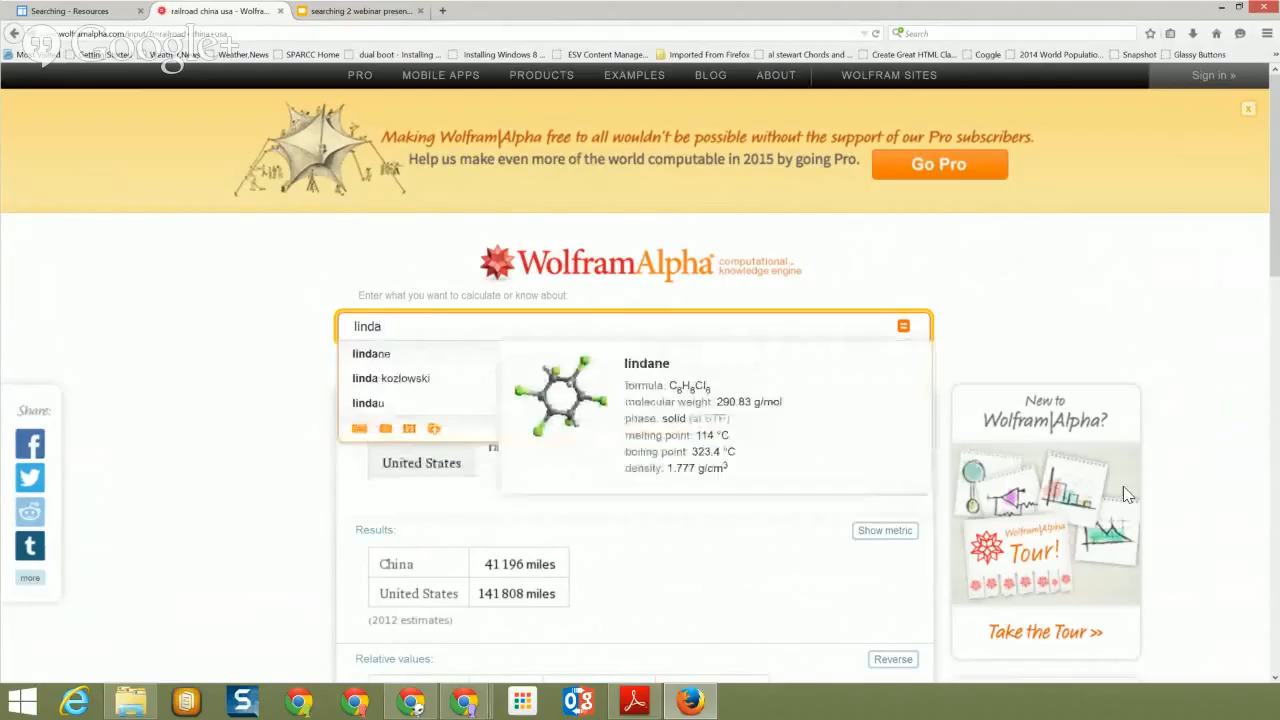 Searching - Resources
railroad china usa - Wolfra...
searching 2 webinar presen...
wolframalpha.com/input/?i=railroad+china+usa
Search
Google+
dual boot - Installing ...
Installing Windows 8 ...
ESV Content Manage...
Imported From Firefox
al stewart Chords and ...
Create Great HTML Cla...
Coggle
2014 World Populatio...
Snapshot
Glassy Buttons
Weather,News
SPARCC Home
PRO
MOBILE APPS
PRODUCTS
EXAMPLES
BLOG
ABOUT
WOLFRAM SITES
Sign in »
Making Wolfram|Alpha free to all wouldn't be possible without the support of our Pro subscribers.
Help us make even more of the world computable in 2015 by going Pro.
Go Pro
x
WolframAlpha computational knowledge engine
Enter what you want to calculate or know about:
linda
lindane
linda kozlowski
lindau
lindane
formula: C6H6Cl6
molecular weight: 290.83 g/mol
phase: solid (at STP)
melting point: 114 °C
boiling point: 323.4 °C
density: 1.777 g/cm³
United States
Results:
Show metric
China 41 196 miles
United States 141 808 miles
(2012 estimates)
Relative values:
Reverse
Share:
more
New to
Wolfram|Alpha?
Wolfram|Alpha
Tour!
Take the Tour >>